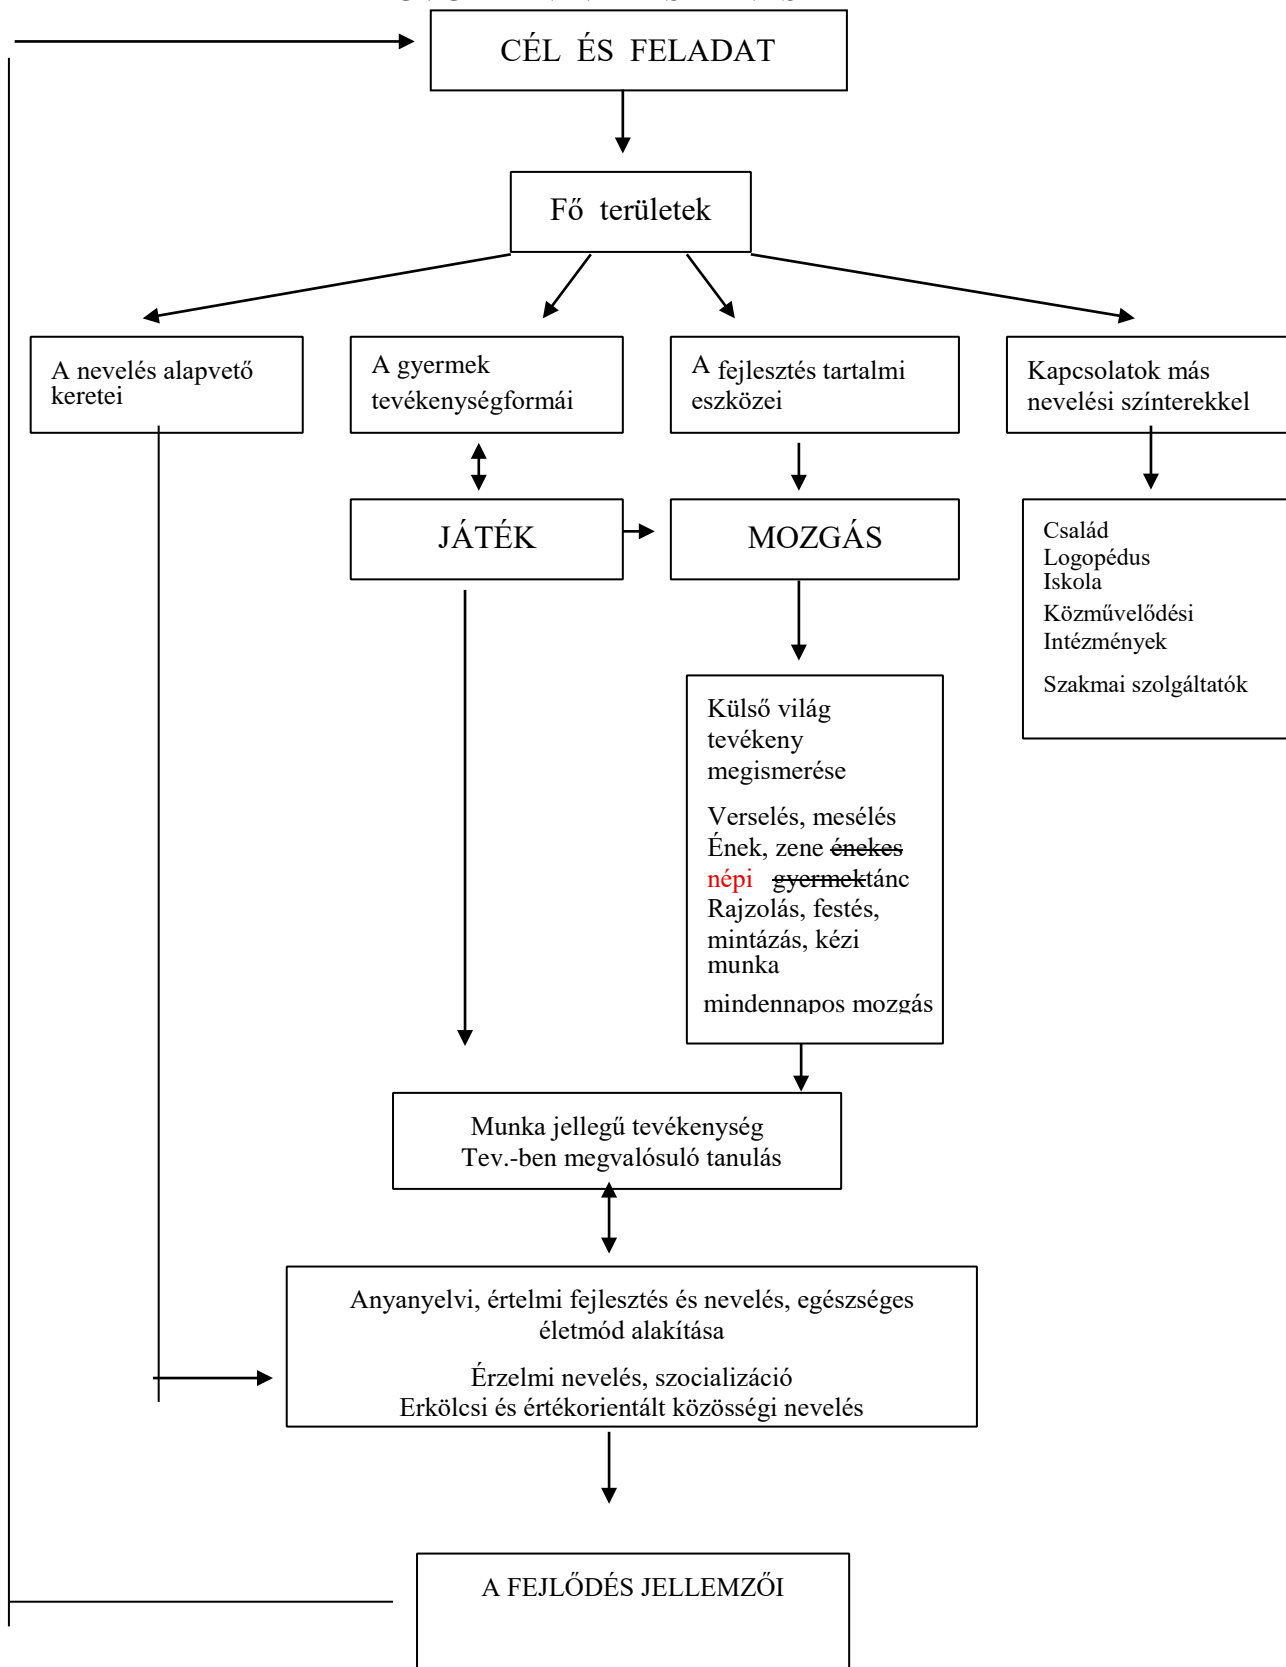 CÉL ÉS FELADAT
Fő területek
A nevelés alapvető
keretei
A gyermek
tevékenységformái
A fejlesztés tartalmi
eszközei
Kapcsolatok más
nevelési színterekkel
JÁTÉK
MOZGÁS
Család
Logopédus
Iskola
Közművelődési
Intézmények
Szakmai szolgáltatók
Külső világ
tevékeny
megismerése
Verselés, mesélés
Ének, zene énekes
népi gyermektánc
Rajzolás, festés,
mintázás, kézi
munka
mindennapos mozgás
Munka jellegű tevékenység
Tev.-ben megvalósuló tanulás
Anyanyelvi, értelmi fejlesztés és nevelés, egészséges
életmód alakítása
Érzelmi nevelés, szocializáció
Erkölcsi és értékorientált közösségi nevelés
A FEJLŐDÉS JELLEMZŐI